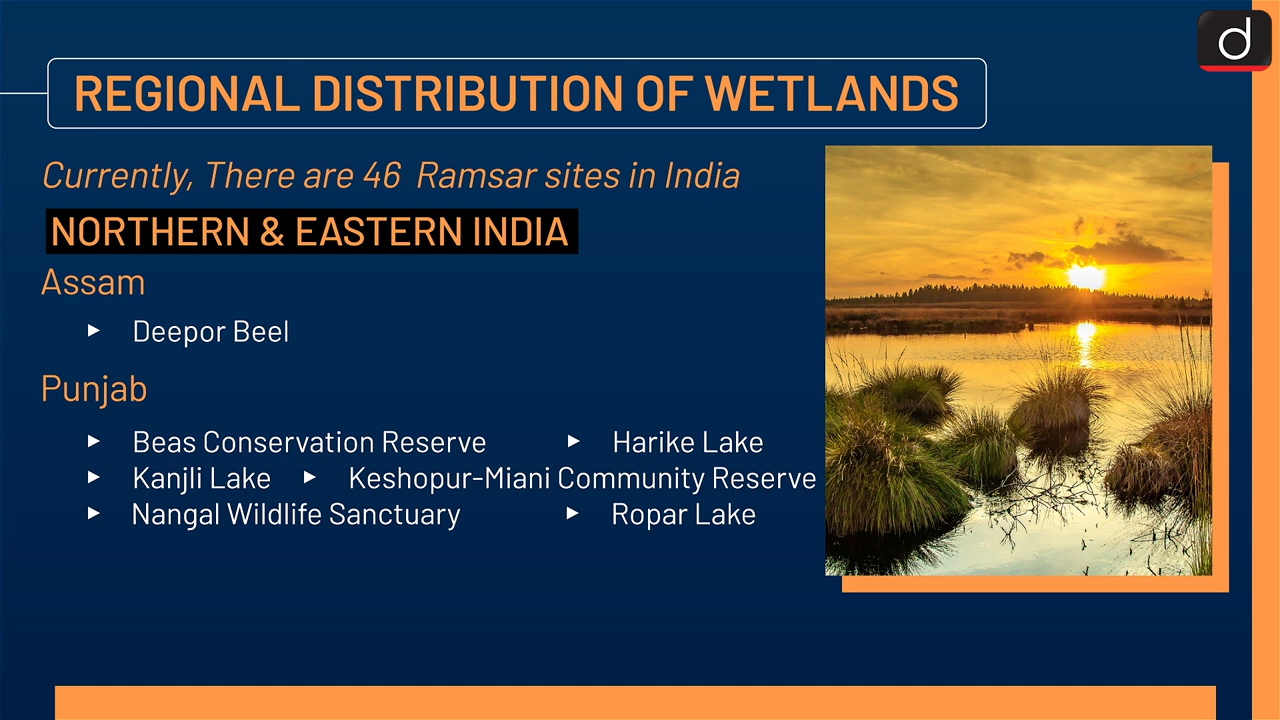 d
REGIONAL DISTRIBUTION OF WETLANDS
Currently, There are 46 Ramsar sites in India
NORTHERN & EASTERN INDIA
Assam
Deepor Beel
Punjab
Beas Conservation Reserve
Harike Lake
Kanjli Lake
Keshopur-Miani Community Reserve
Nangal Wildlife Sanctuary
Ropar Lake